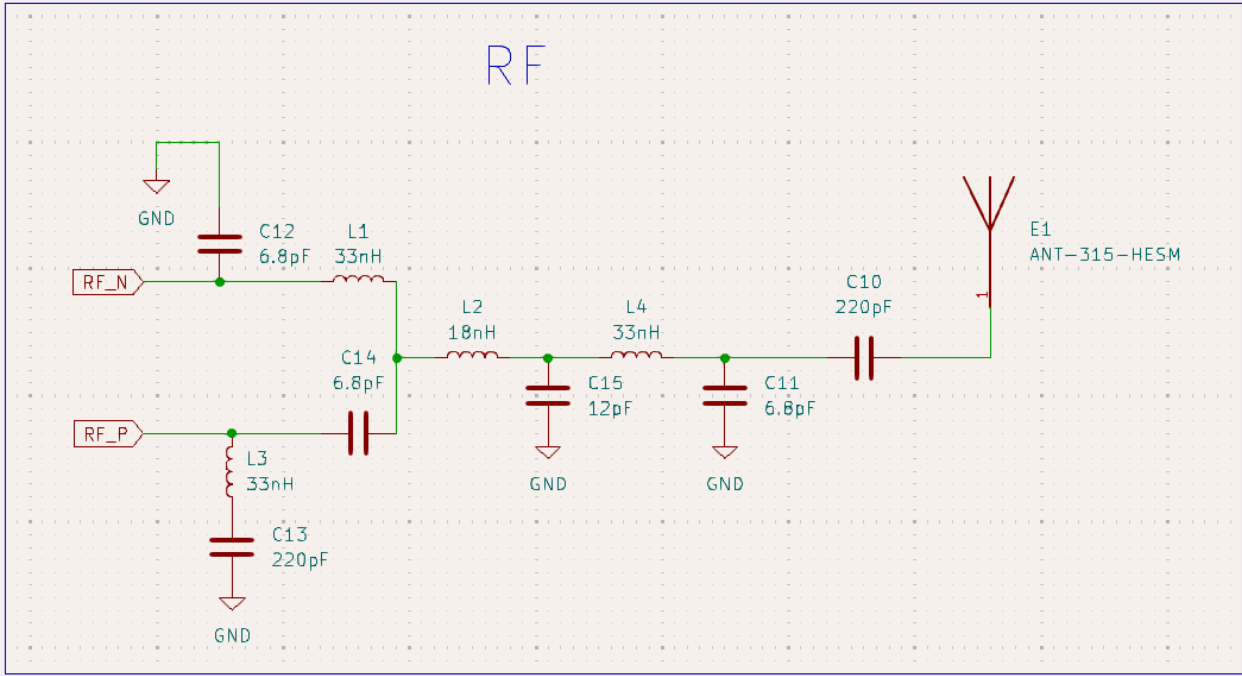 RF
GND
C12
6.8pF
L1
33nH
RF_N
E1
ANT-315-HESM
1
C10
220pF
L2
18nH
L4
33nH
C14
6.8pF
C15
12pF
C11
6.8pF
RF_P
L3
33nH
GND
GND
C13
220pF
GND